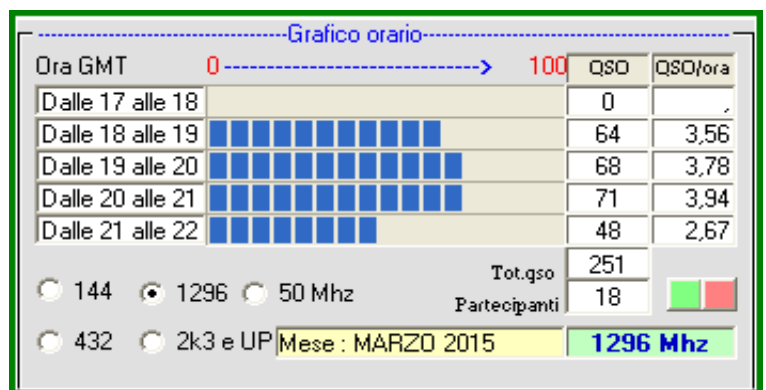 Grafico orario
Ora GMT 0 ---> 100 QSO QSO/ora
Dalle 17 alle 18 0 ,
Dalle 18 alle 19 64 3,56
Dalle 19 alle 20 68 3,78
Dalle 20 alle 21 71 3,94
Dalle 21 alle 22 48 2,67
Tot.qso 251
144 1296 50 Mhz Partecipanti 18
432 2k3 e UP Mese : MARZO 2015 1296 Mhz